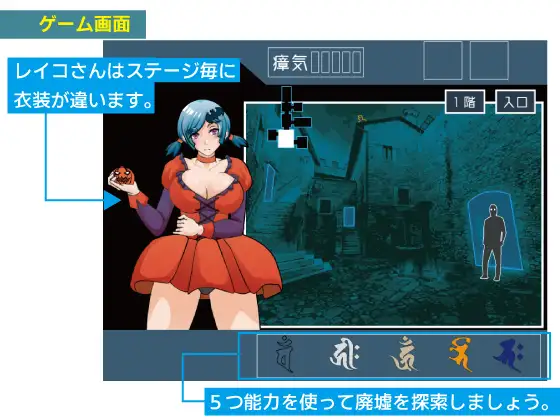 ゲーム画面
レイコさんはステージ毎に
衣装が違います。
瘴気
1階
入口
5つ能力を使って廃墟を探索しましょう。